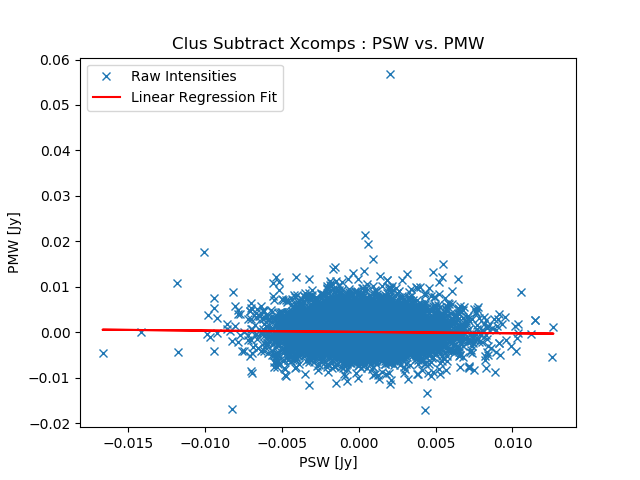 Clus Subtract Xcomps : PSW vs. PMW
Raw Intensities
Linear Regression Fit
PMW [Jy]
0.06
0.05
0.04
0.03
0.02
0.01
0.00
−0.01
−0.02
−0.015 −0.010 −0.005 0.000 0.005 0.010
PSW [Jy]